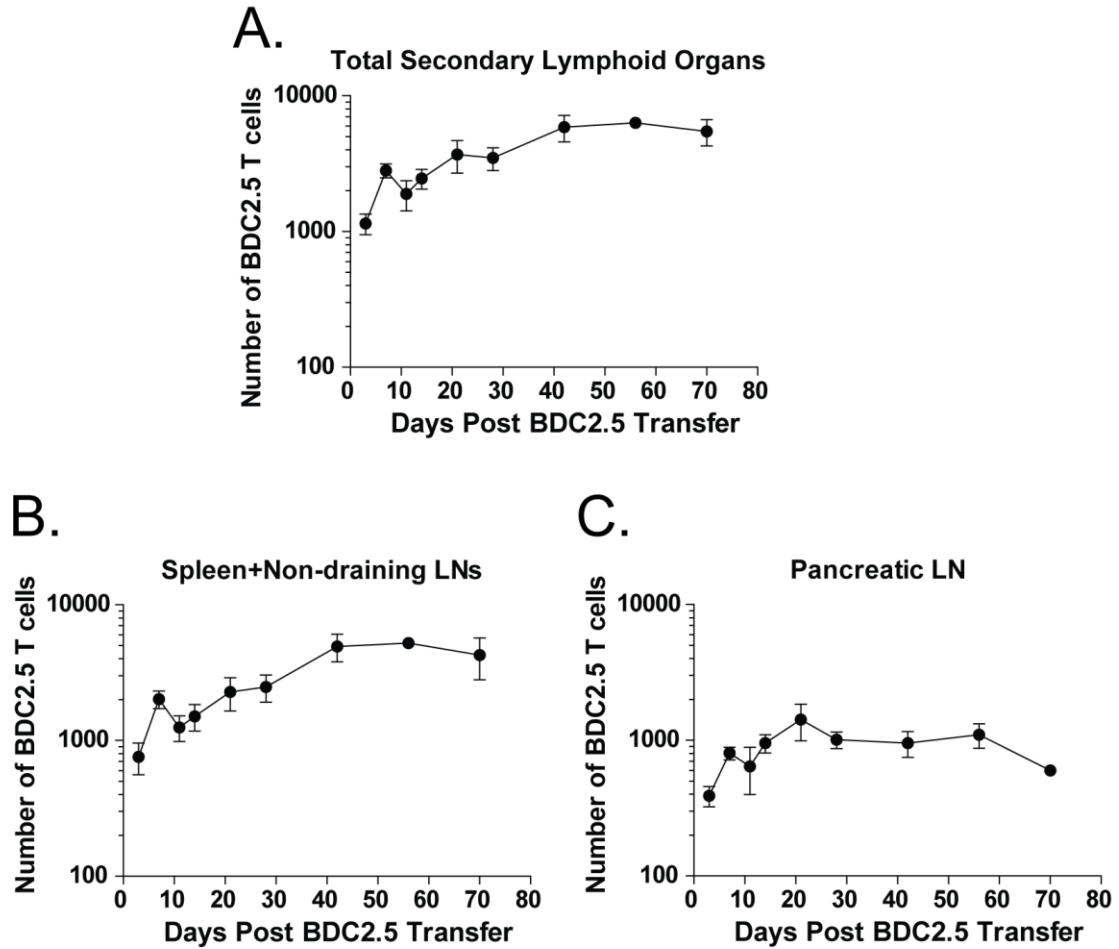 A.
Total Secondary Lymphoid Organs
Number of BDC2.5 T cells
10000
1000
100
0 10 20 30 40 50 60 70 80
Days Post BDC2.5 Transfer
B.
Spleen+Non-draining LNs
Number of BDC2.5 T cells
10000
1000
100
0 10 20 30 40 50 60 70 80
Days Post BDC2.5 Transfer
C.
Pancreatic LN
Number of BDC2.5 T cells
10000
1000
100
0 10 20 30 40 50 60 70 80
Days Post BDC2.5 Transfer